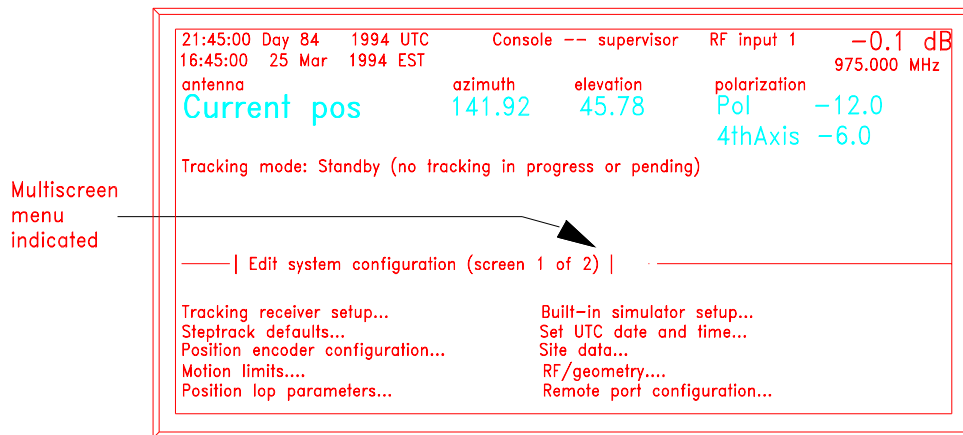 21:45:00 Day 84 1994 UTC Console -- supervisor RF input 1 -0.1 dB
16:45:00 25 Mar 1994 EST 975.000 MHz
antenna azimuth elevation polarization
Current pos 141.92 45.78 Pol -12.0
4thAxis -6.0
Tracking mode: Standby (no tracking in progress or pending)
Multiscreen
menu
indicated
Edit system configuration (screen 1 of 2)
Tracking receiver setup... Built-in simulator setup...
Steptrack defaults... Set UTC date and time...
Position encoder configuration... Site data...
Motion limits.... RF/geometry....
Position lop parameters... Remote port configuration...